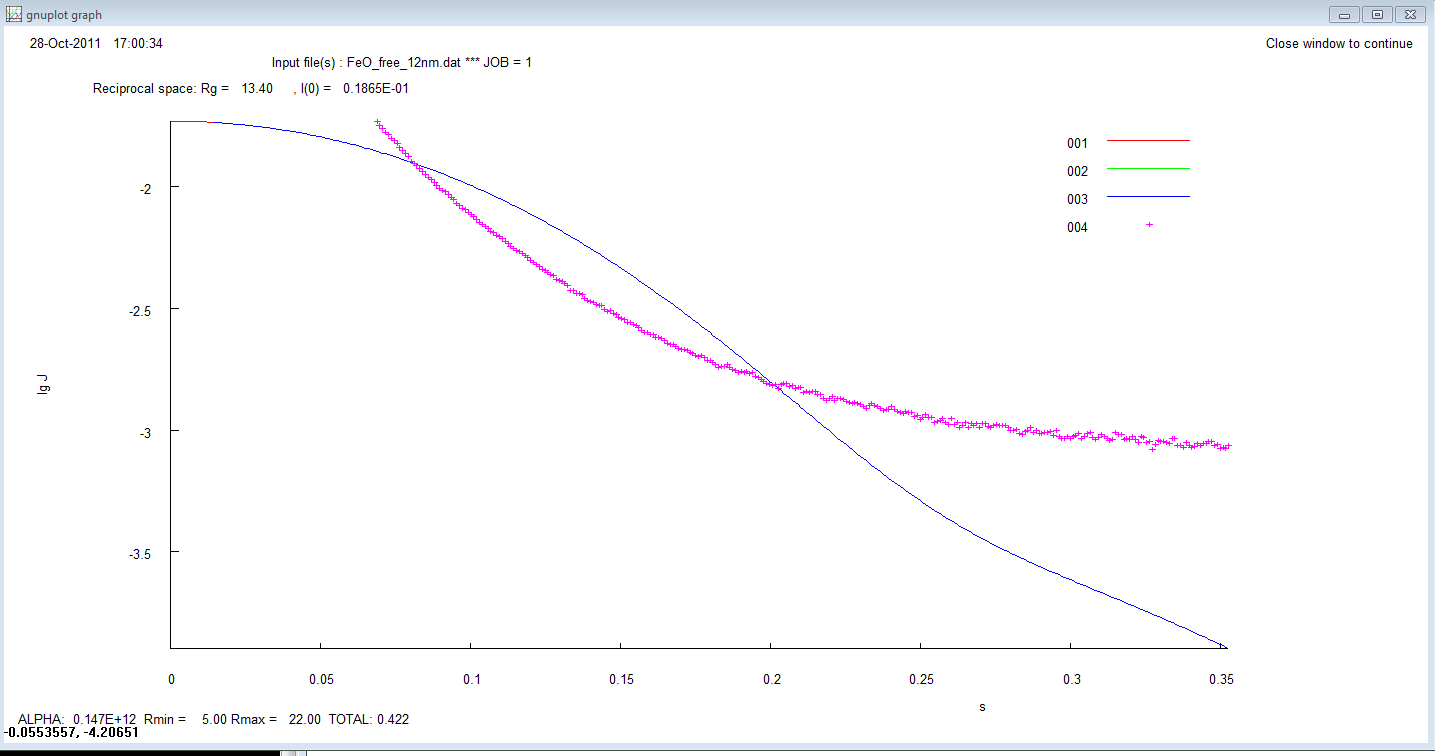 gnuplot graph
28-Oct-2011 17:00:34
Close window to continue
Input file(s) : FeO_free_12nm.dat *** JOB = 1
Reciprocal space: Rg = 13.40 , I(0) = 0.1865E-01
001
002
003
004
-2
-2.5
lg J
-3
-3.5
0 0.05 0.1 0.15 0.2 0.25 0.3 0.35
s
ALPHA: 0.147E+12 Rmin = 5.00 Rmax = 22.00 TOTAL: 0.422
-0.0553557, -4.20651